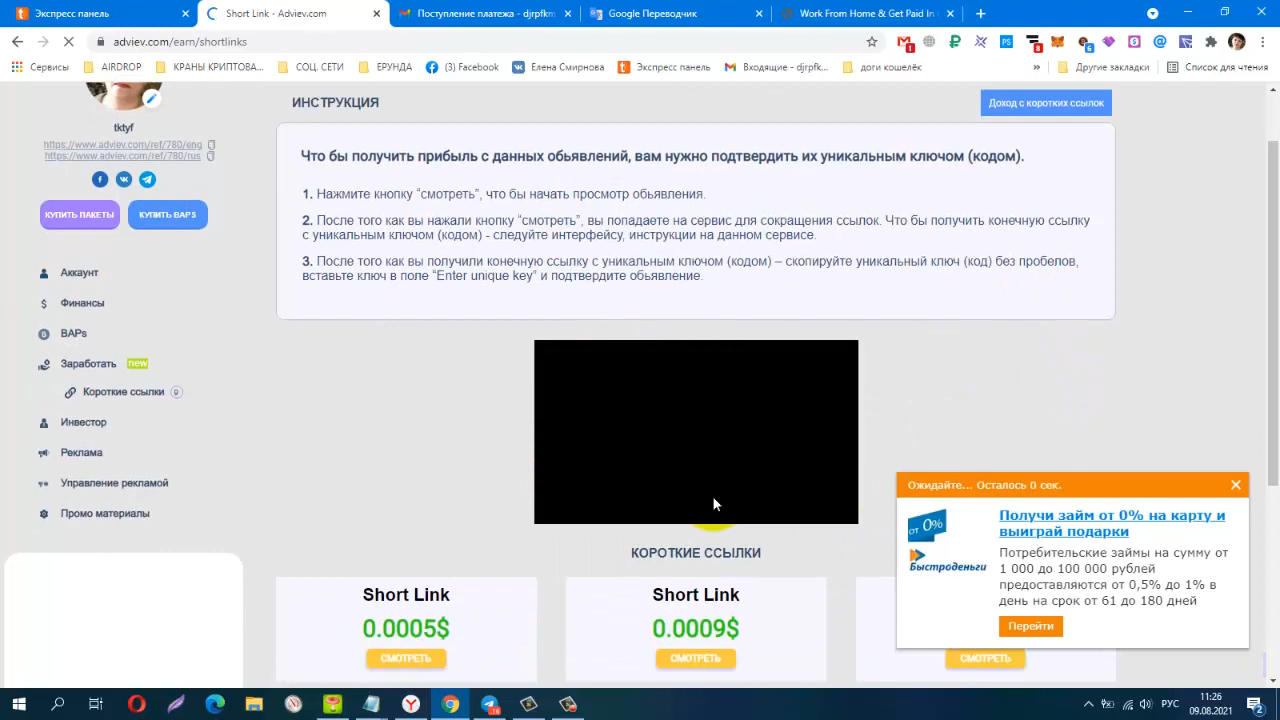 Экспресс панель
Short Link - Adviev.com
Поступление платежа - djrpfkm
Google Переводчик
Work From Home & Get Paid In
adviev.com/earn/shortlinks
Сервисы
AIRDROP
КРАНЫ КРИПТОВА...
СОЦ. СЕТИ
ЕРУНДА
(3) Facebook
Елена Смирнова
Экспресс панель
Входящие - djrpfk...
доги кошелёк
»
Другие закладки
Список для чтения
tktyf
https://www.adviev.com/ref/780/eng
https://www.adviev.com/ref/780/rus
КУПИТЬ ПАКЕТЫ
КУПИТЬ BAPS
Аккаунт
Финансы
BAPs
Заработать new
Короткие ссылки 9
Инвестор
Реклама
Управление рекламой
Промо материалы
ИНСТРУКЦИЯ
Доход с коротких ссылок
Что бы получить прибыль с данных обьявлений, вам нужно подтвердить их уникальным ключом (кодом).
1. Нажмите кнопку “смотреть”, что бы начать просмотр обьявления.
2. После того как вы нажали кнопку “смотреть”, вы попадаете на сервис для сокращения ссылок. Что бы получить конечную ссылку
с уникальным ключом (кодом) - следуйте интерфейсу, инструкции на данном сервисе.
3. После того как вы получили конечную ссылку с уникальным ключом (кодом) – скопируйте уникальный ключ (код) без пробелов,
вставьте ключ в поле “Enter unique key” и подтвердите обьявление.
КОРОТКИЕ ССЫЛКИ
Short Link
0.0005$
СМОТРЕТЬ
Short Link
0.0009$
СМОТРЕТЬ
СМОТРЕТЬ
Ожидайте... Осталось 0 сек.
от 0%
Быстроденьги
Получи займ от 0% на карту и
выиграй подарки
Потребительские займы на сумму от
1 000 до 100 000 рублей
предоставляются от 0,5% до 1% в
день на срок от 61 до 180 дней
Перейти
РУС
11:26
09.08.2021